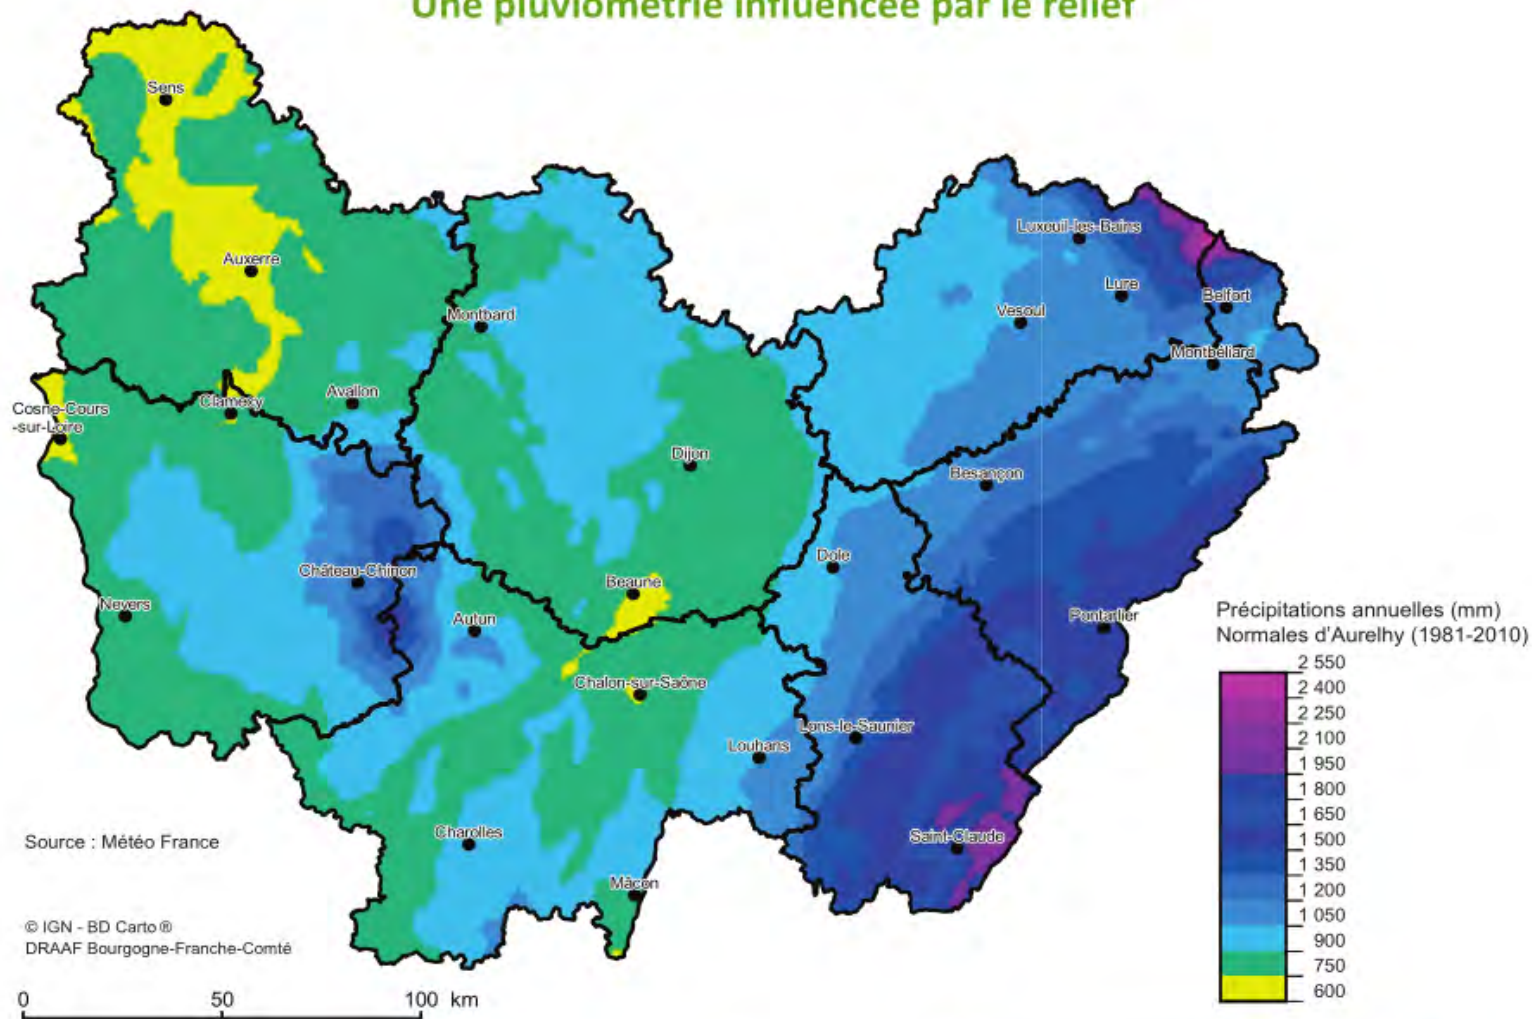 Une pluviométrie influencée par le relief
Sens
Auxerre
Luxeuil-les-Bains
Lure
Belfort
Vesoul
Montbard
Montbéliard
Avallon
Clamecy
Cosne-Cours
-sur-Loire
Dijon
Besançon
Dole
Château-Chinon
Beaune
Nevers
Autun
Pontarlier
Chalon-sur-Saône
Lons-le-Saunier
Louhans
Charolles
Saint-Claude
Mâcon
Précipitations annuelles (mm)
Normales d'Aurelhy (1981-2010)
2 550
2 400
2 250
2 100
1 950
1 800
1 650
1 500
1 350
1 200
1 050
900
750
600
Source : Météo France
© IGN - BD Carto ®
DRAAF Bourgogne-Franche-Comté
0 50 100 km